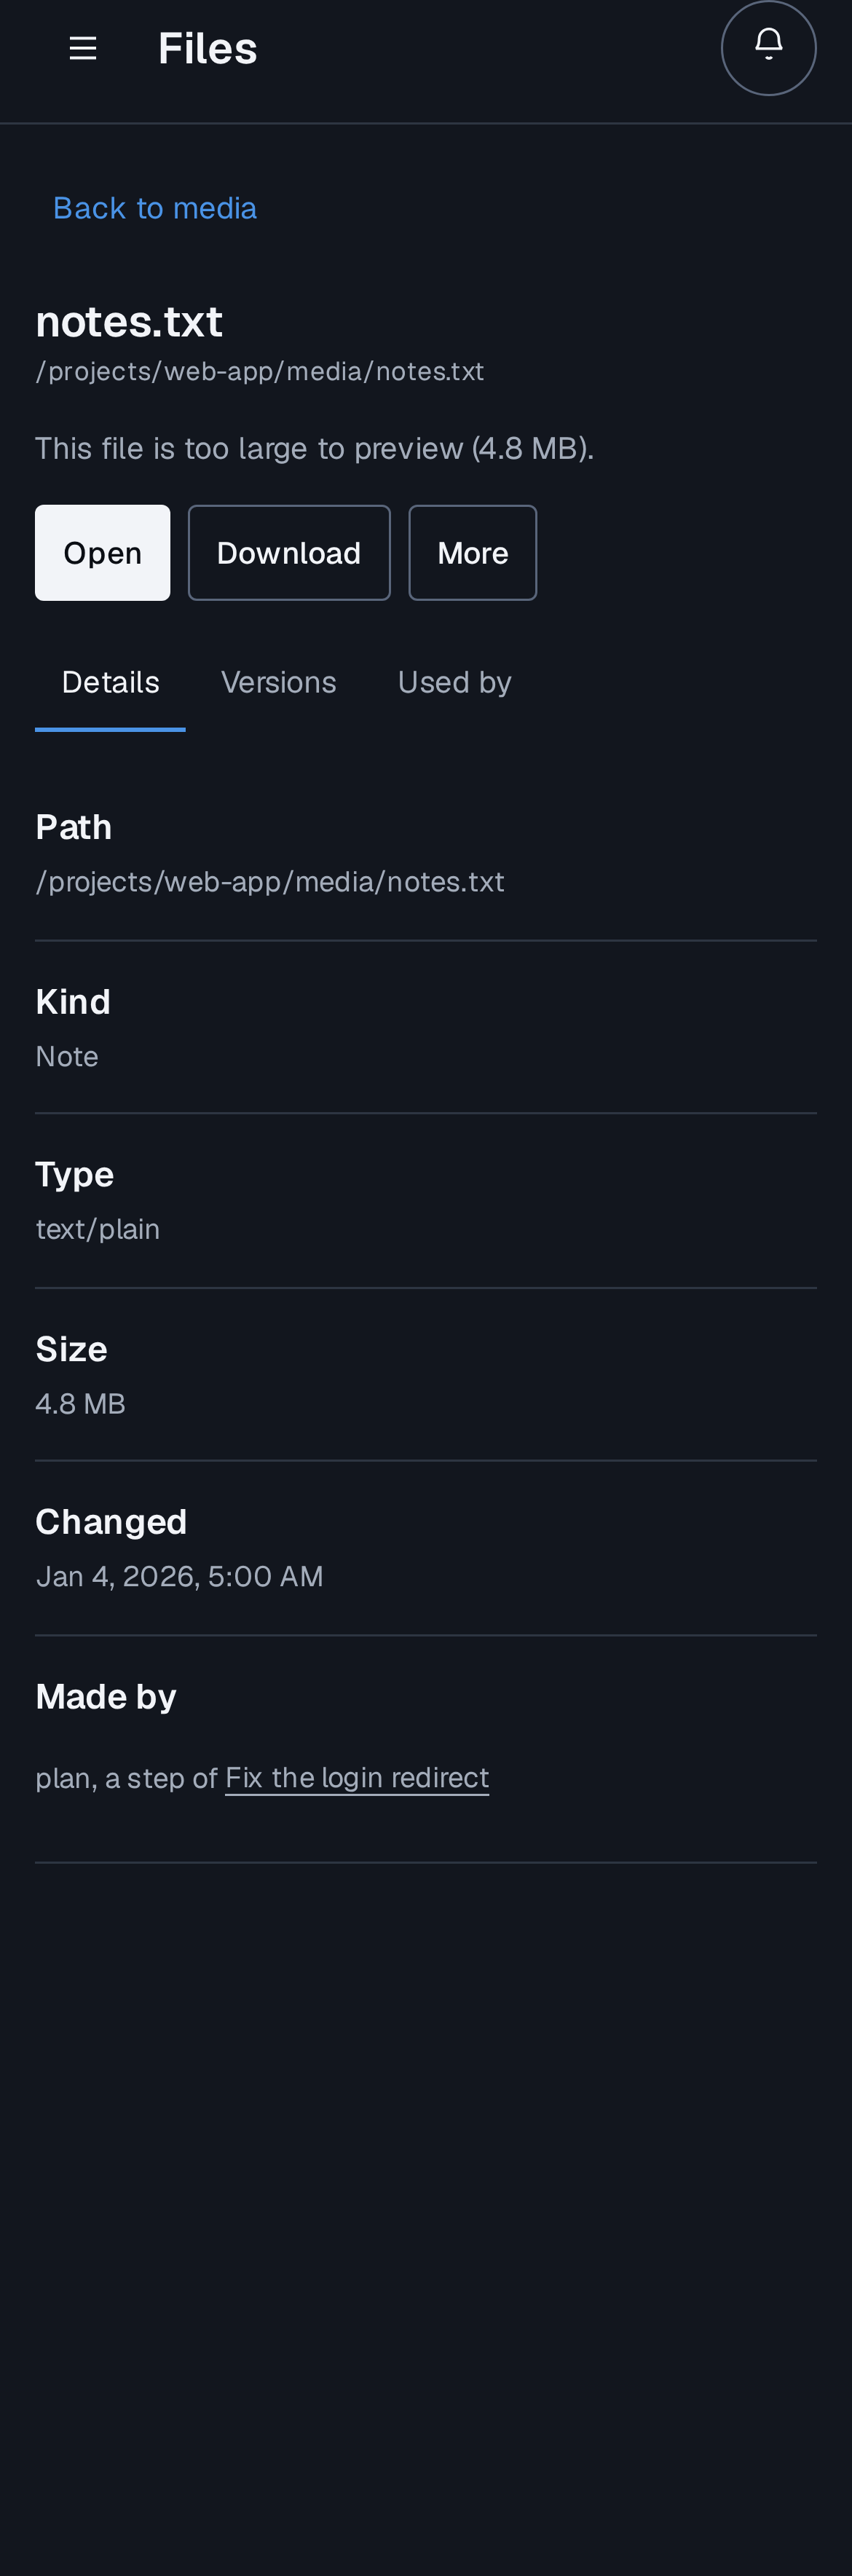 Files
Back to media
notes.txt
/projects/web-app/media/notes.txt
This file is too large to preview (4.8 MB).
Open Download More
Details Versions Used by
Path
/projects/web-app/media/notes.txt
Kind
Note
Type
text/plain
Size
4.8 MB
Changed
Jan 4, 2026, 5:00 AM
Made by
plan, a step of Fix the login redirect